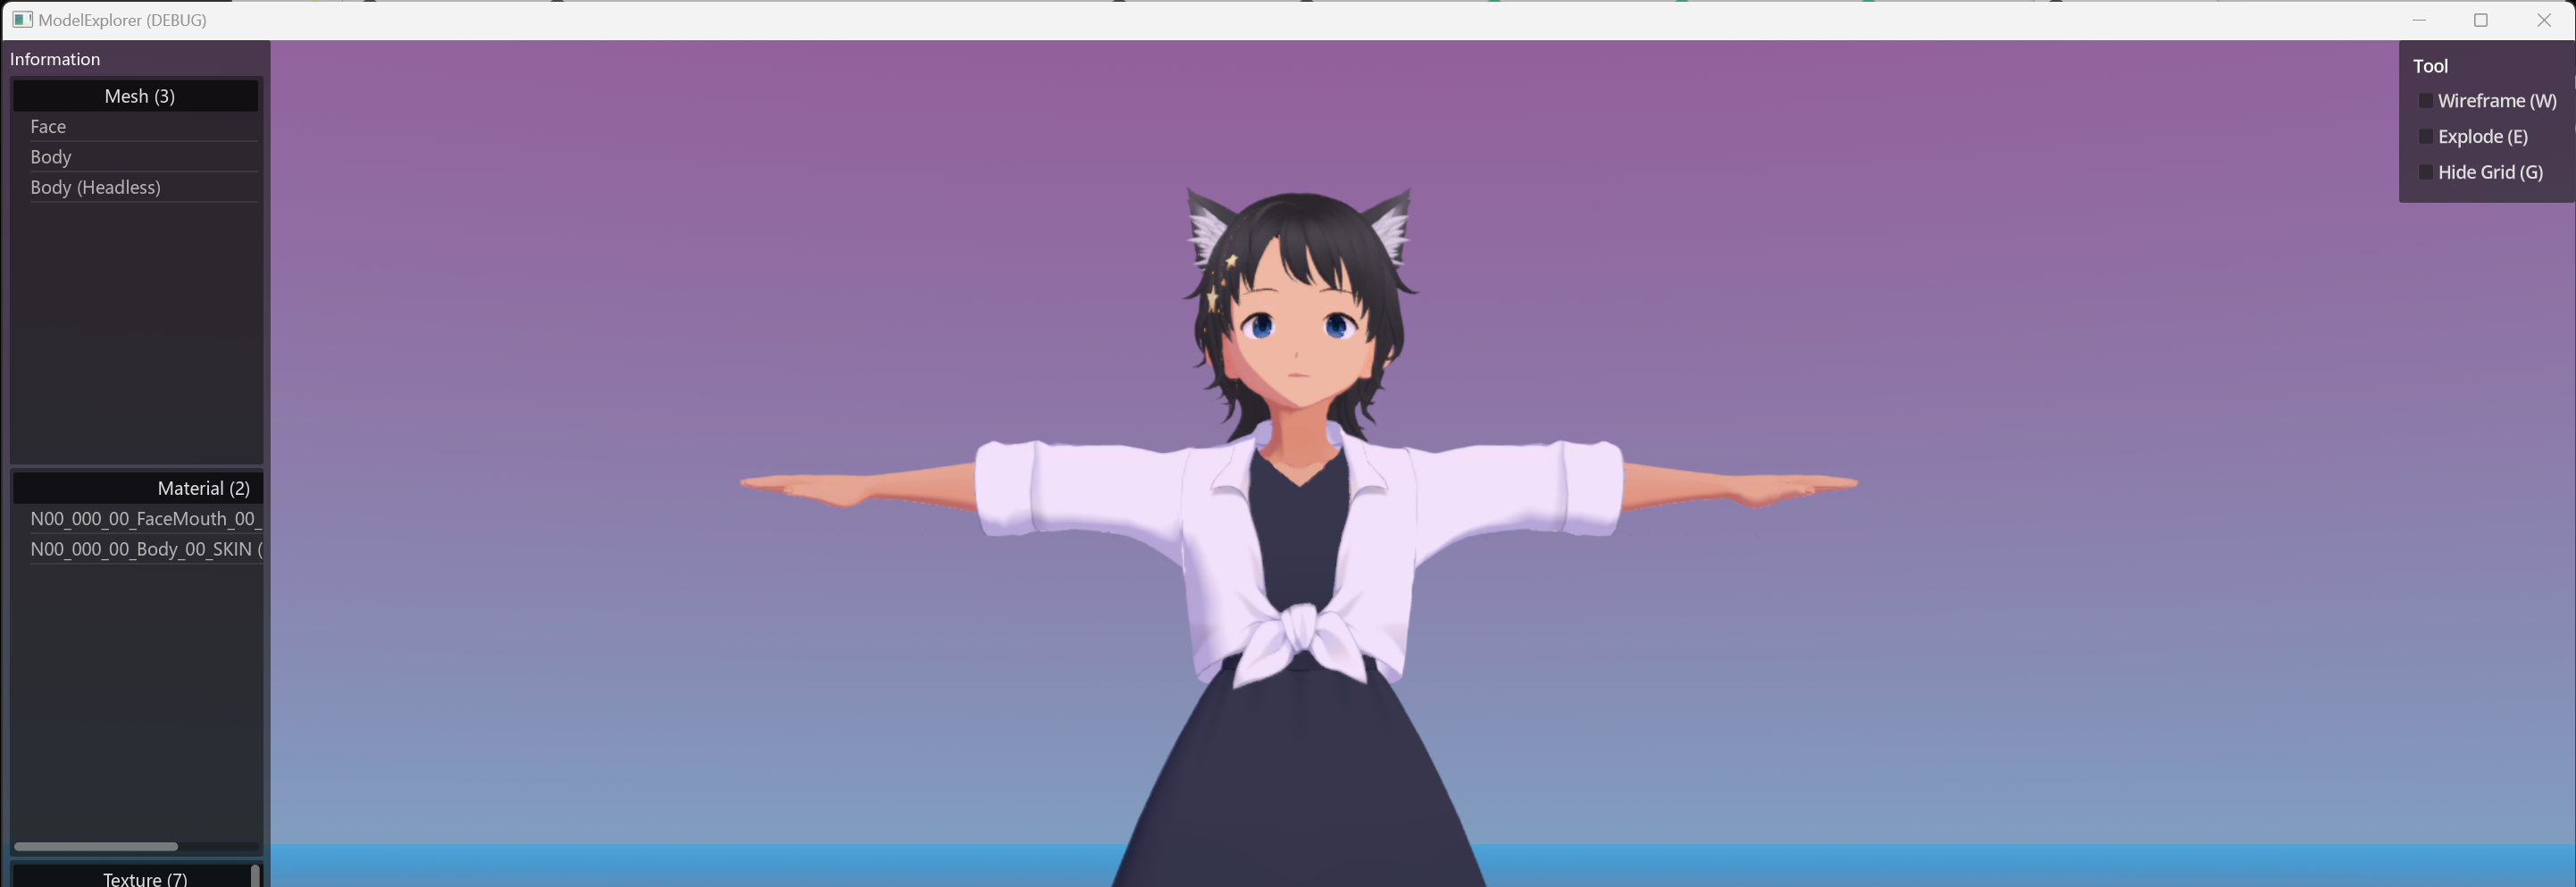 ModelExplorer (DEBUG)
Information
Mesh (3)
Face
Body
Body (Headless)
Material (2)
N00_000_00_FaceMouth_00_
N00_000_00_Body_00_SKIN (
Texture (7)
Tool
Wireframe (W)
Explode (E)
Hide Grid (G)